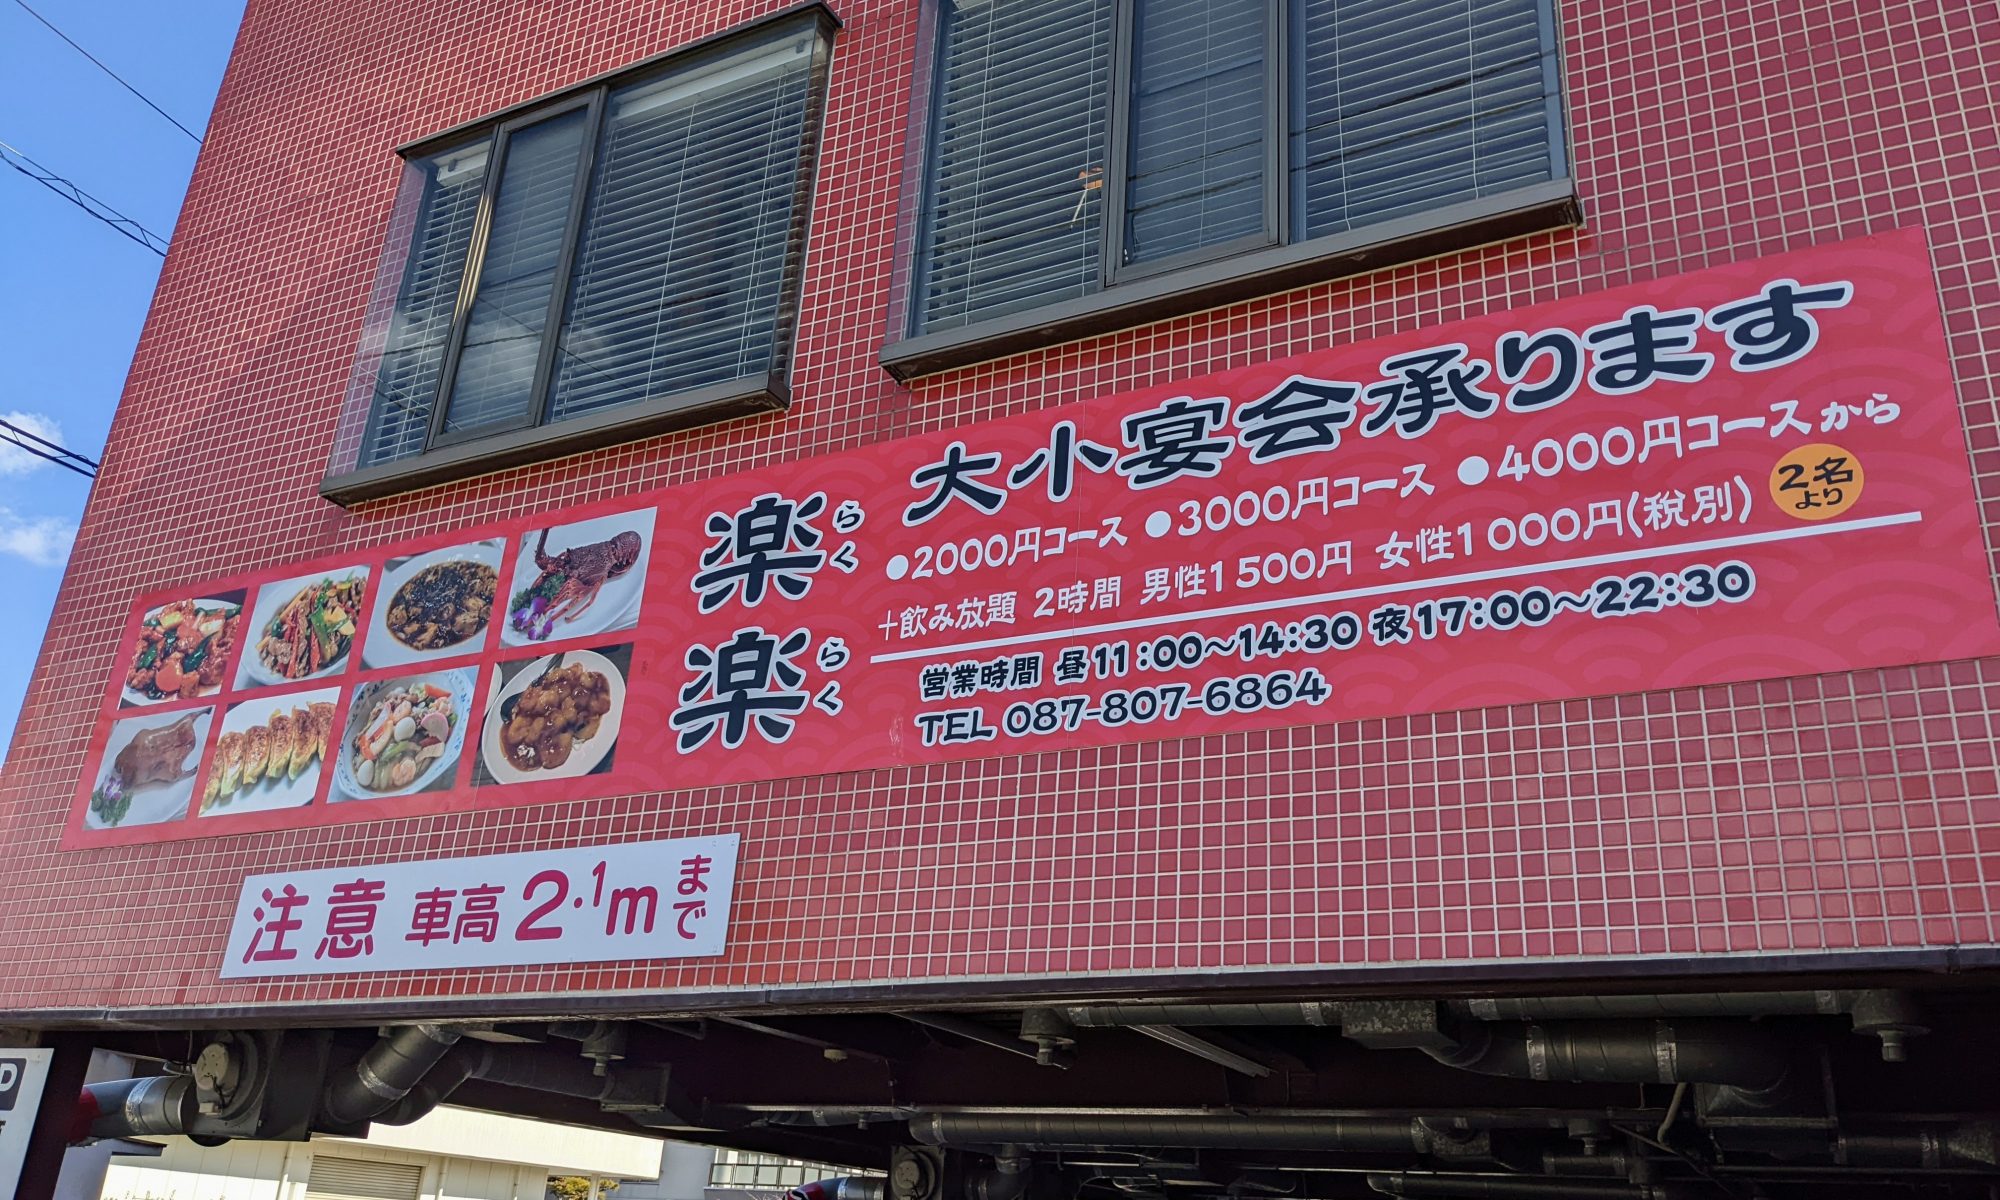 楽楽
らく
らく
大小宴会承ります
●2000円コース ●3000円コース ●4000円コースから
+飲み放題 2時間 男性1500円 女性1000円(税別)
2名
より
営業時間 昼11:00～14:30 夜17:00～22:30
TEL 087-807-6864
注意 車高2.1mまで